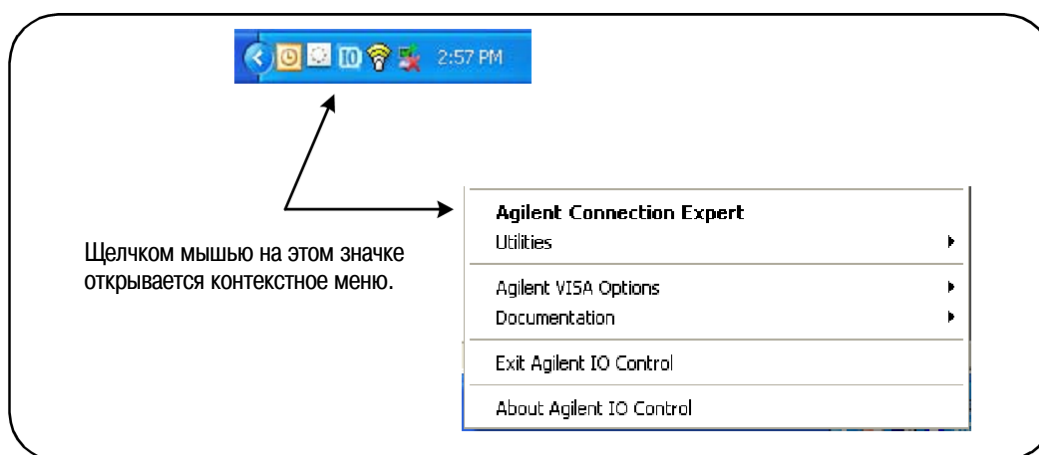 IO 2:57 PM
Щелчком мышью на этом значке
открывается контекстное меню.
Agilent Connection Expert
Utilities
Agilent VISA Options
Documentation
Exit Agilent IO Control
About Agilent IO Control